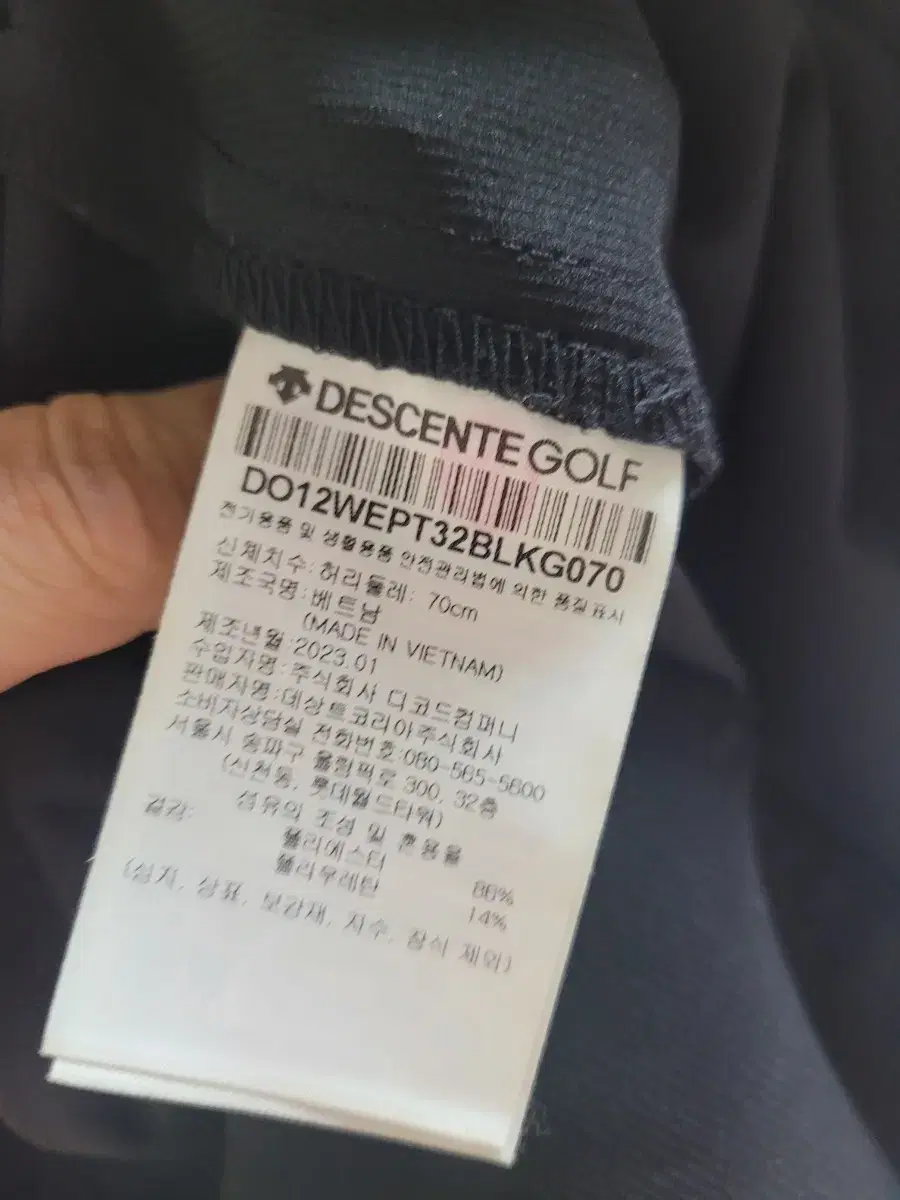 DESCENTE GOLF
DO12WEPT32BLKG070
전기용품 및 생활용품 안전관리법에 의한 품질표시
신체치수: 허리둘레: 70cm
제조국명:베트남
(MADE IN VIETNAM)
제조년월:2023.01
수입자명:주식회사 디코드컴퍼니
판매자명:데상트코리아주식회사
소비자상담실 전화번호:080-565-5600
서울시 송파구 올림픽로 300, 32층
(신천동, 롯데월드타워)
섬유의 조성 및 혼용율
겉감:
폴리에스터 86%
폴리우레탄 14%
(심지, 상표, 보강재, 자수, 장식 제외)